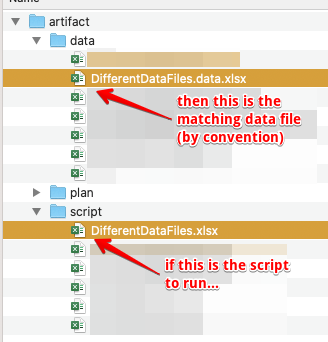 artifact
data
DifferentDataFiles.data.xlsx
then this is the
matching data file
(by convention)
plan
script
DifferentDataFiles.xlsx
if this is the script
to run...